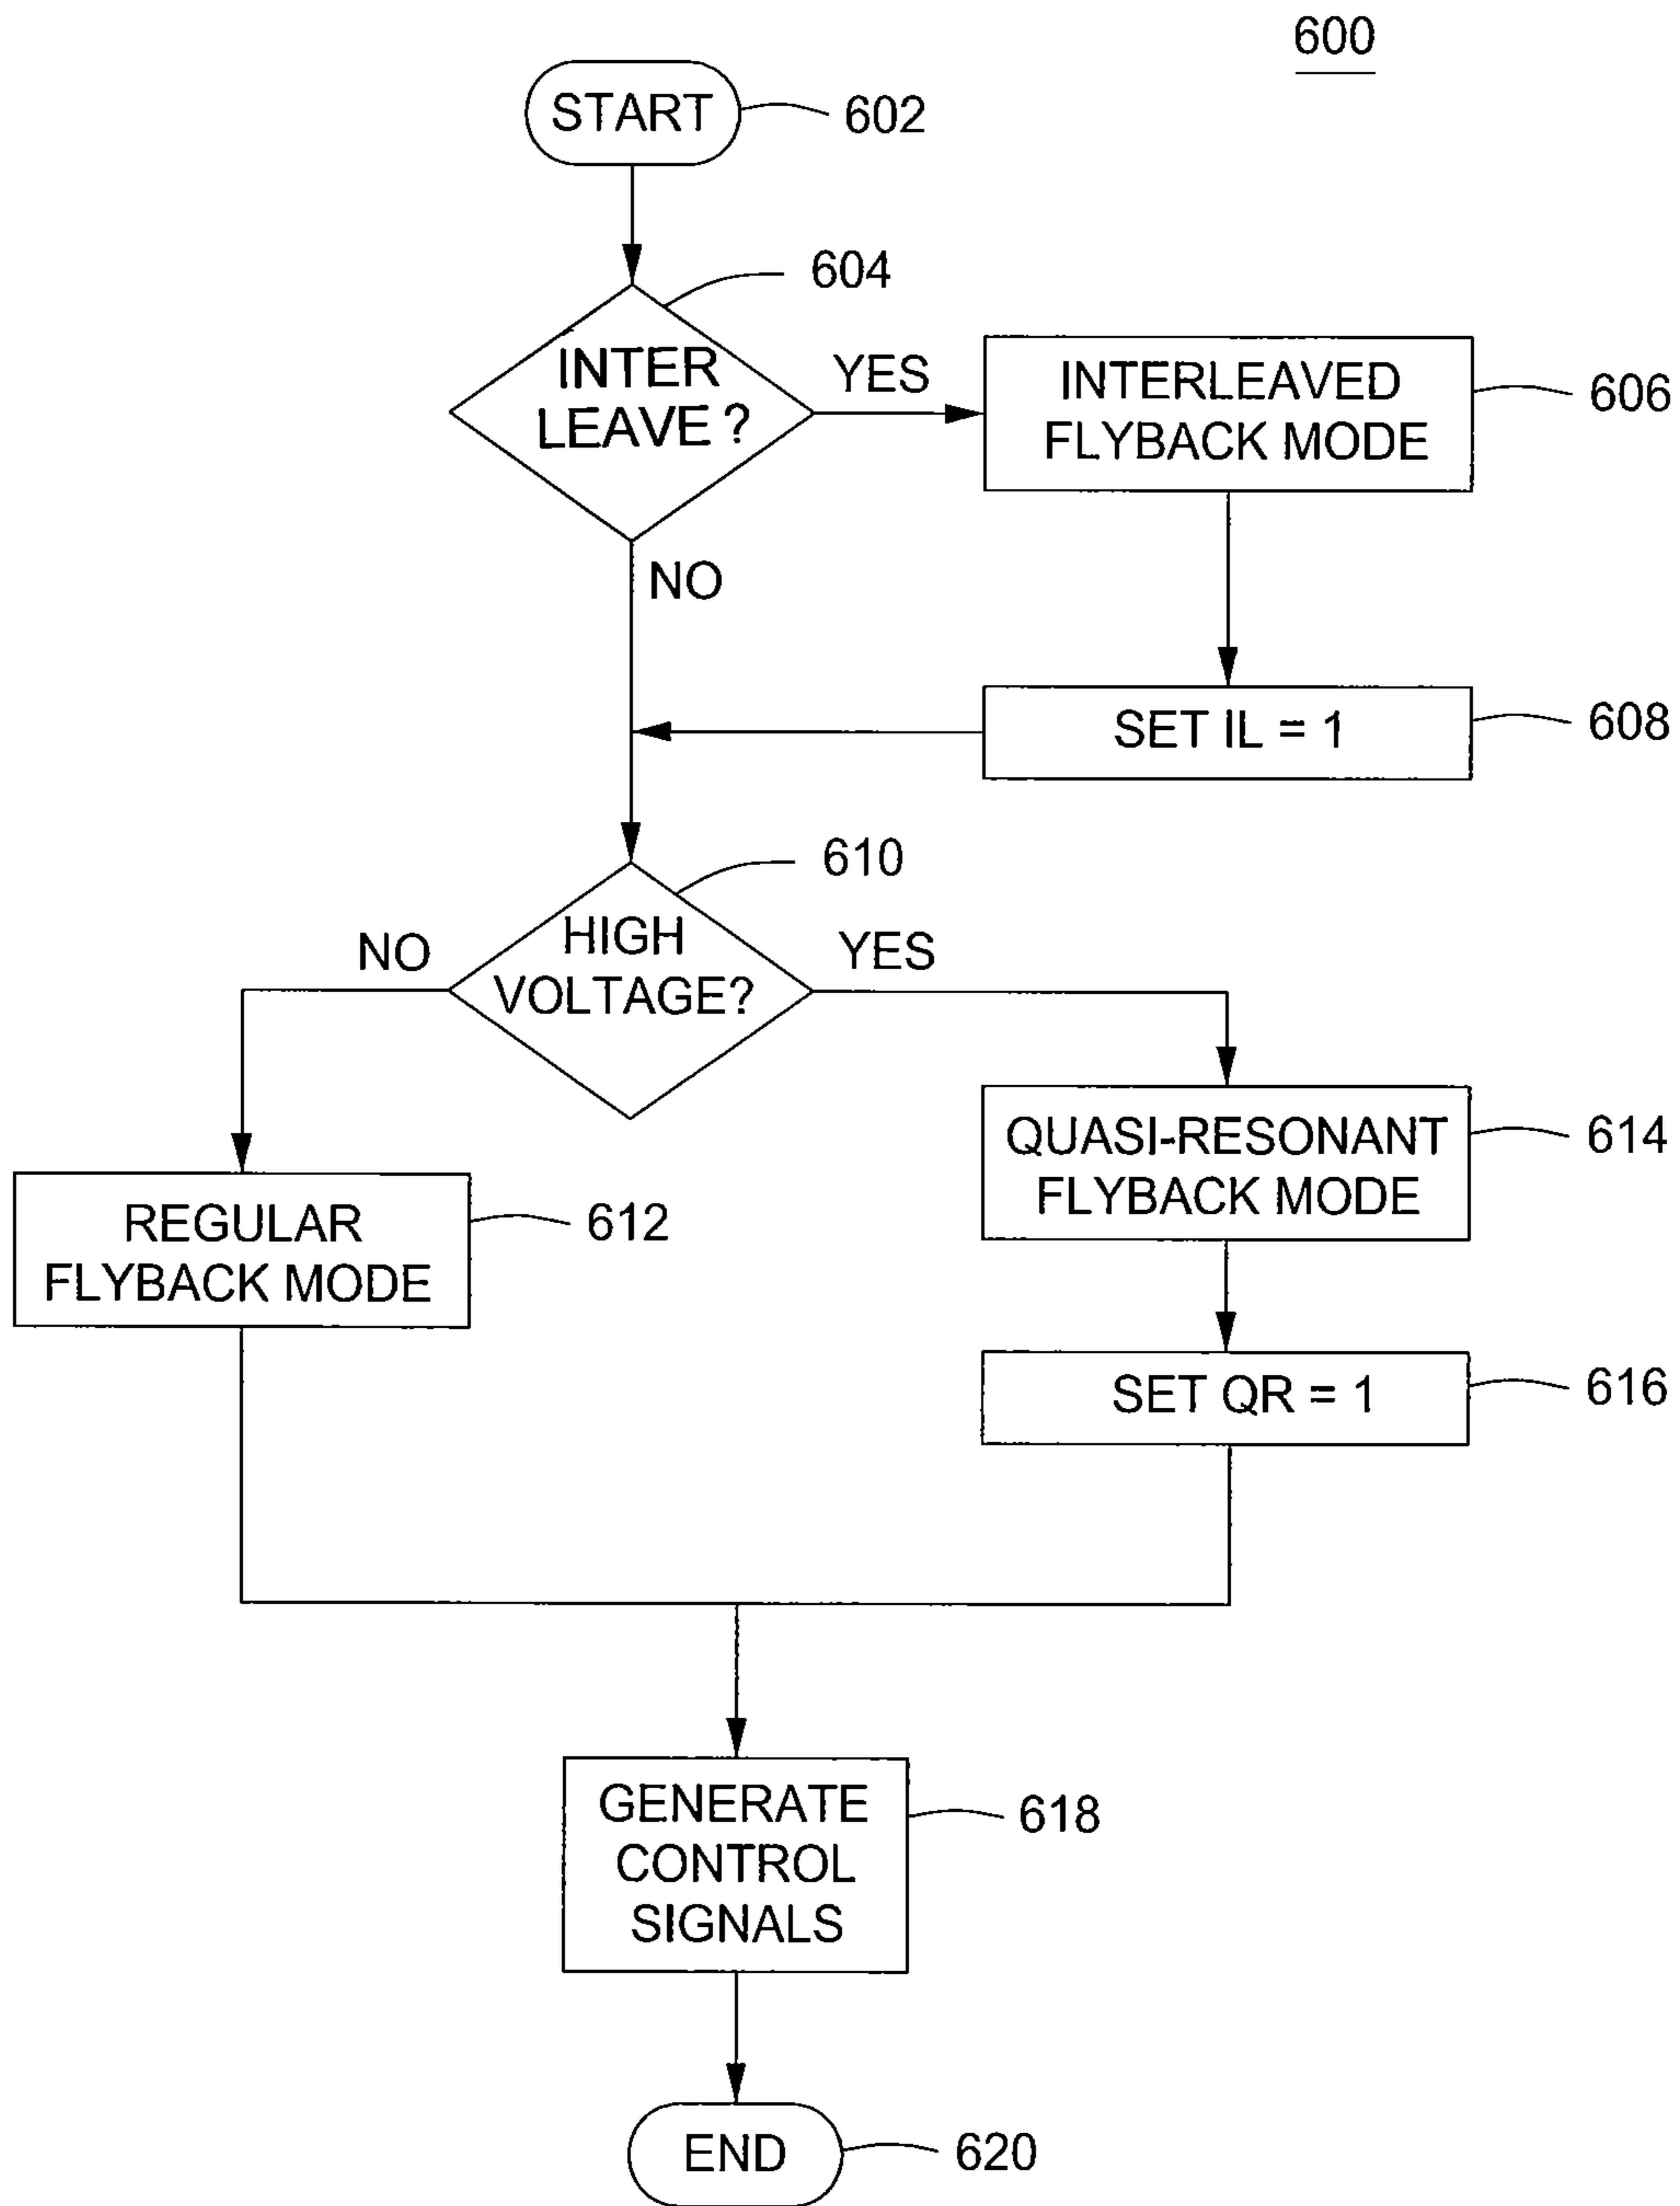 600
START
602
604
INTER
LEAVE ?
YES
INTERLEAVED
FLYBACK MODE
606
NO
SET IL = 1
608
610
HIGH
VOLTAGE?
NO
YES
QUASI-RESONANT
FLYBACK MODE
614
REGULAR
FLYBACK MODE
612
SET QR = 1
616
GENERATE
CONTROL
SIGNALS
618
END
620